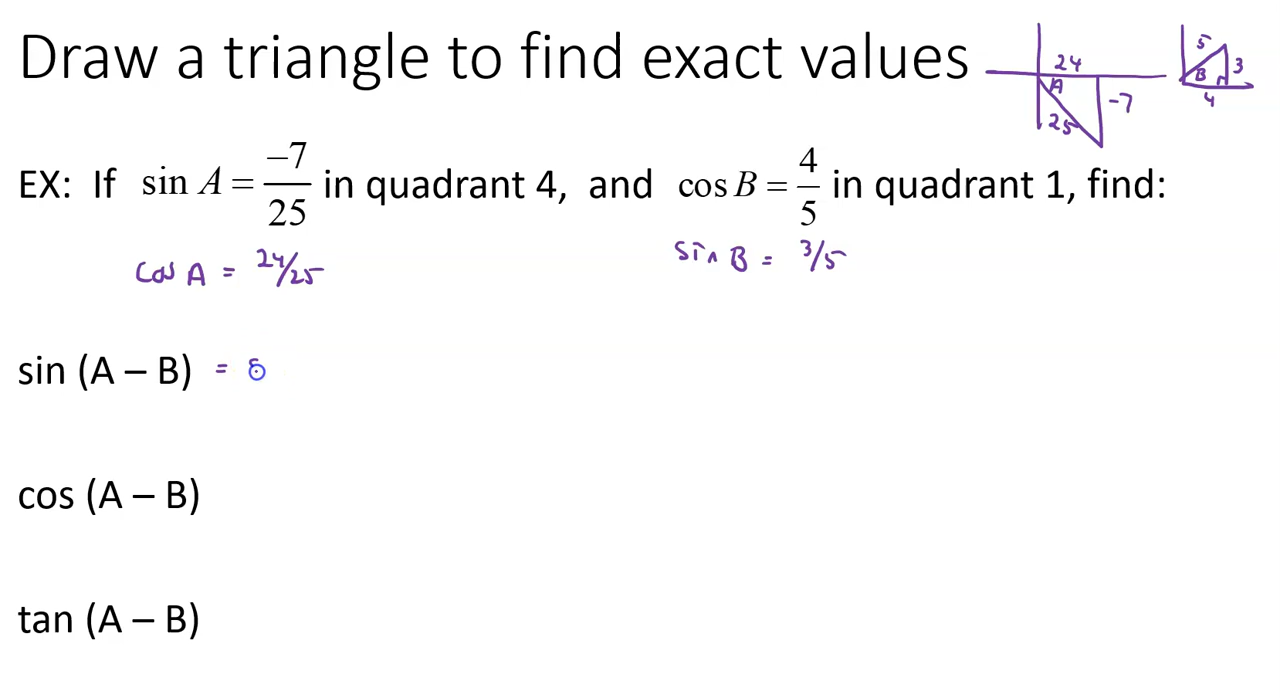 Draw a triangle to find exact values
24
A
25
-7
5
B
3
4
EX: If sin A = -7/25 in quadrant 4, and cos B = 4/5 in quadrant 1, find:
cos A = 24/25
sin B = 3/5
sin (A – B) =
cos (A – B)
tan (A – B)